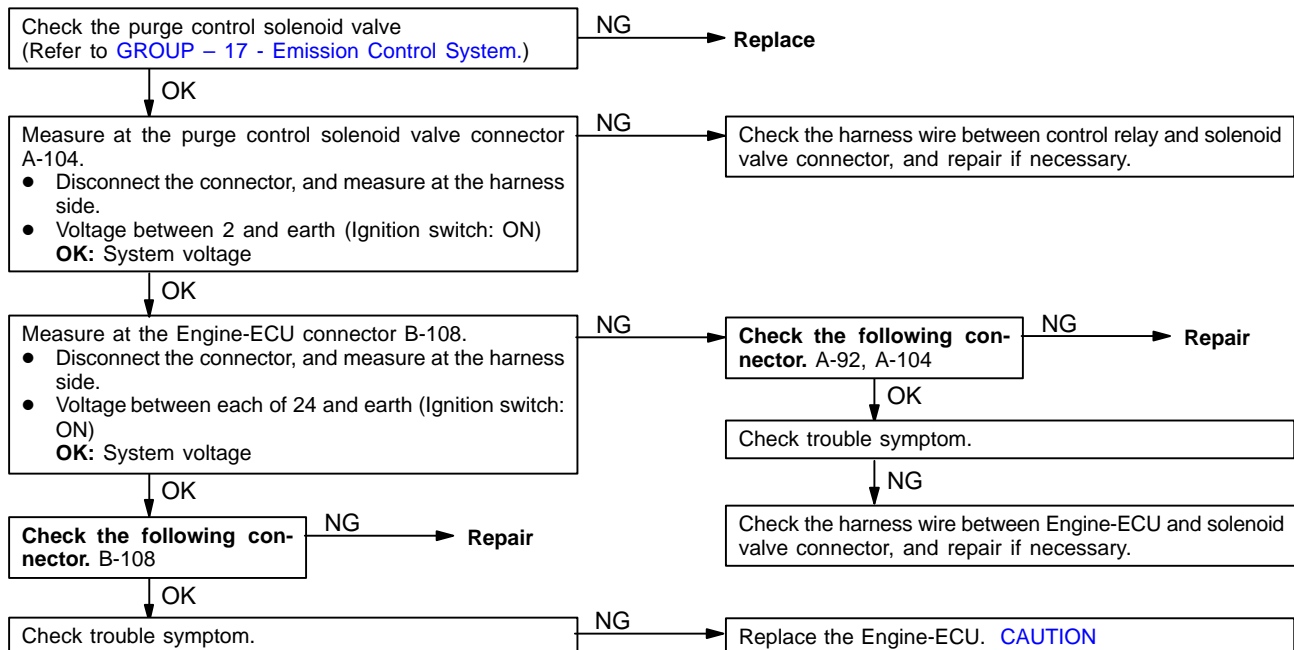 Check the purge control solenoid valve
(Refer to GROUP – 17 - Emission Control System.)
NG
Replace
OK
Measure at the purge control solenoid valve connector
A-104.
● Disconnect the connector, and measure at the harness
side.
● Voltage between 2 and earth (Ignition switch: ON)
OK: System voltage
NG
Check the harness wire between control relay and solenoid
valve connector, and repair if necessary.
OK
Measure at the Engine-ECU connector B-108.
● Disconnect the connector, and measure at the harness
side.
● Voltage between each of 24 and earth (Ignition switch:
ON)
OK: System voltage
NG
Check the following con-
nector. A-92, A-104
NG
Repair
OK
Check trouble symptom.
NG
Check the harness wire between Engine-ECU and solenoid
valve connector, and repair if necessary.
OK
Check the following con-
nector. B-108
NG
Repair
OK
Check trouble symptom.
NG
Replace the Engine-ECU. CAUTION